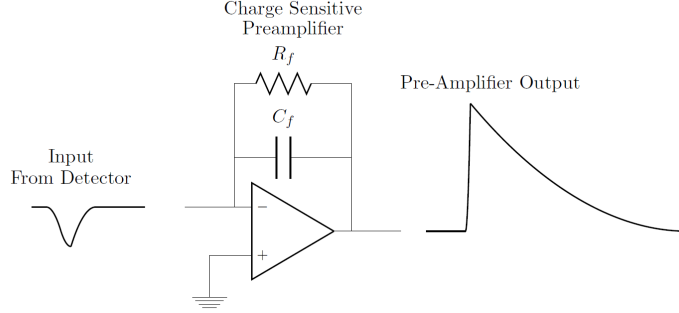 Charge Sensitive
Preamplifier
R_f
Pre-Amplifier Output
C_f
Input
From Detector
−
+